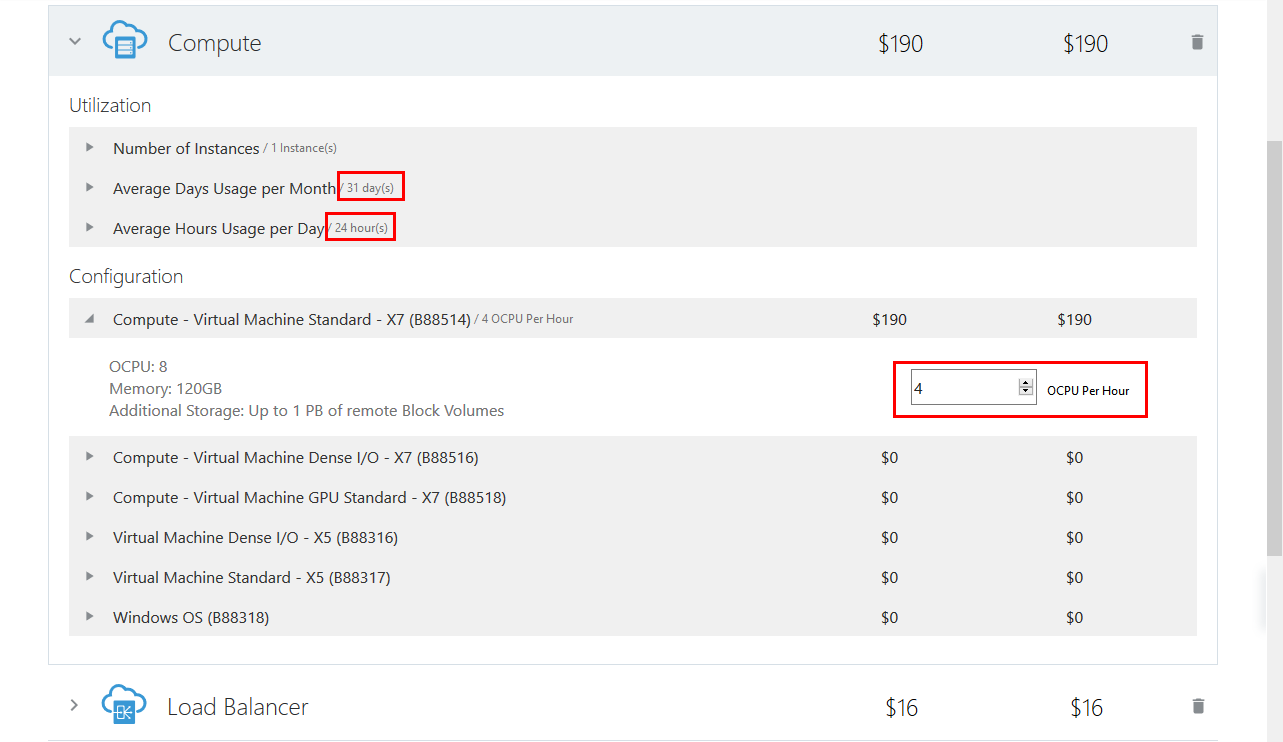 Compute $190 $190
Utilization
Number of Instances / 1 Instance(s)
Average Days Usage per Month / 31 day(s)
Average Hours Usage per Day / 24 hour(s)
Configuration
Compute - Virtual Machine Standard - X7 (B88514) / 4 OCPU Per Hour $190 $190
OCPU: 8
Memory: 120GB
Additional Storage: Up to 1 PB of remote Block Volumes
4 OCPU Per Hour
Compute - Virtual Machine Dense I/O - X7 (B88516) $0 $0
Compute - Virtual Machine GPU Standard - X7 (B88518) $0 $0
Virtual Machine Dense I/O - X5 (B88316) $0 $0
Virtual Machine Standard - X5 (B88317) $0 $0
Windows OS (B88318) $0 $0
Load Balancer $16 $16